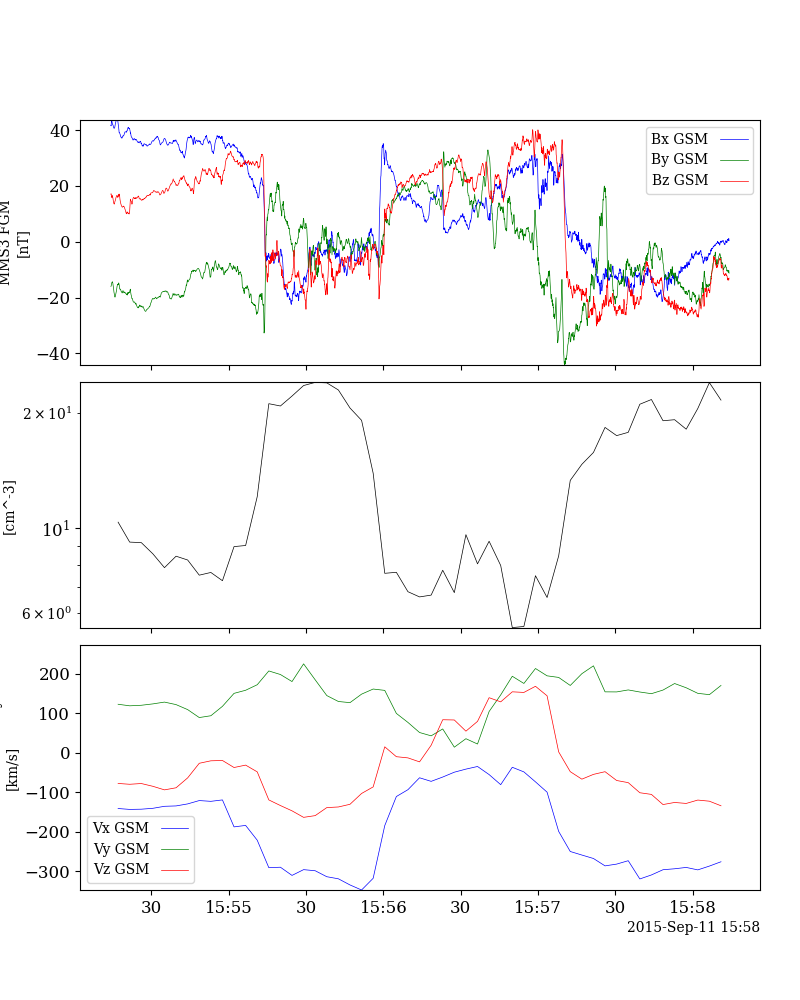 40
20
0
−20
−40
MMS3 FGM
[nT]
Bx GSM
By GSM
Bz GSM
2 × 10¹
10¹
6 × 10⁰
[cm^-3]
200
100
0
−100
−200
−300
[km/s]
Vx GSM
Vy GSM
Vz GSM
30 15:55 30 15:56 30 15:57 30 15:58
2015-Sep-11 15:58